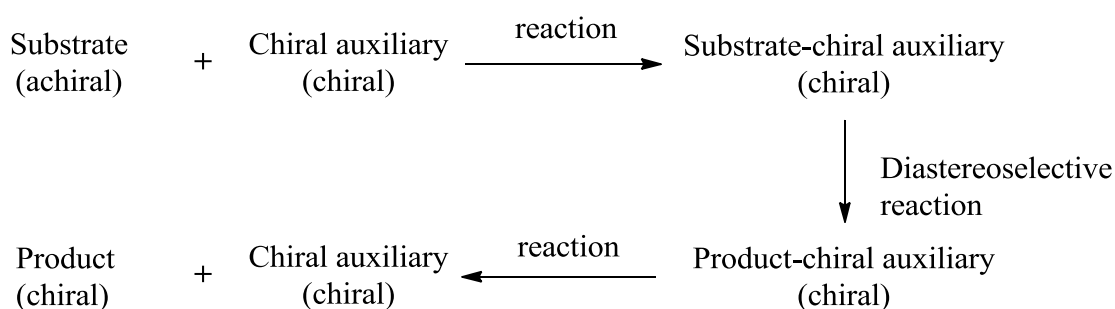 Substrate + Chiral auxiliary reaction Substrate-chiral auxiliary
(achiral) (chiral) (chiral)
Diastereoselective
reaction
Product + Chiral auxiliary reaction Product-chiral auxiliary
(chiral) (chiral) (chiral)